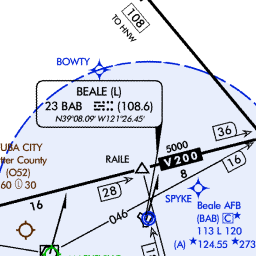 108
TO HNW
BOWTY
BEALE (L)
23 BAB (108.6)
N39°08.09' W121°26.45'
36
5000
V200
UBA CITY
tter County
(O52)
60 30
RAILE
8
16
28
SPYKE
16
046
Beale AFB
(BAB) C★
113 L 120
(A) ★124.55 ★273